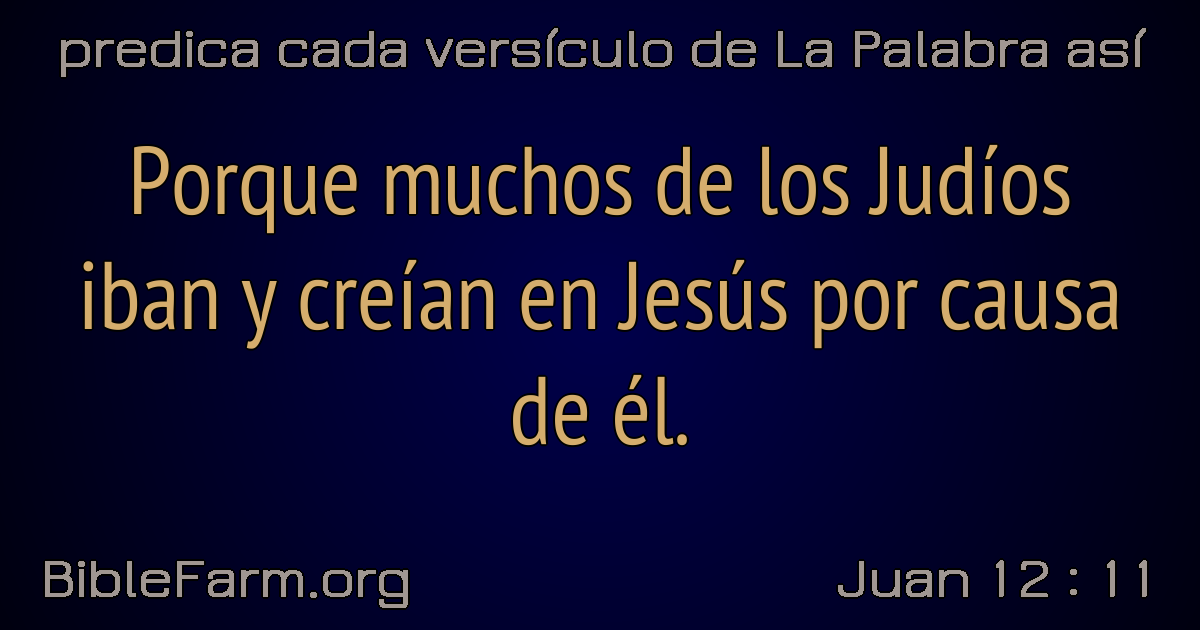 predica cada versículo de La Palabra así
Porque muchos de los Judíos
iban y creían en Jesús por causa
de él.
BibleFarm.org
Juan 12 : 11